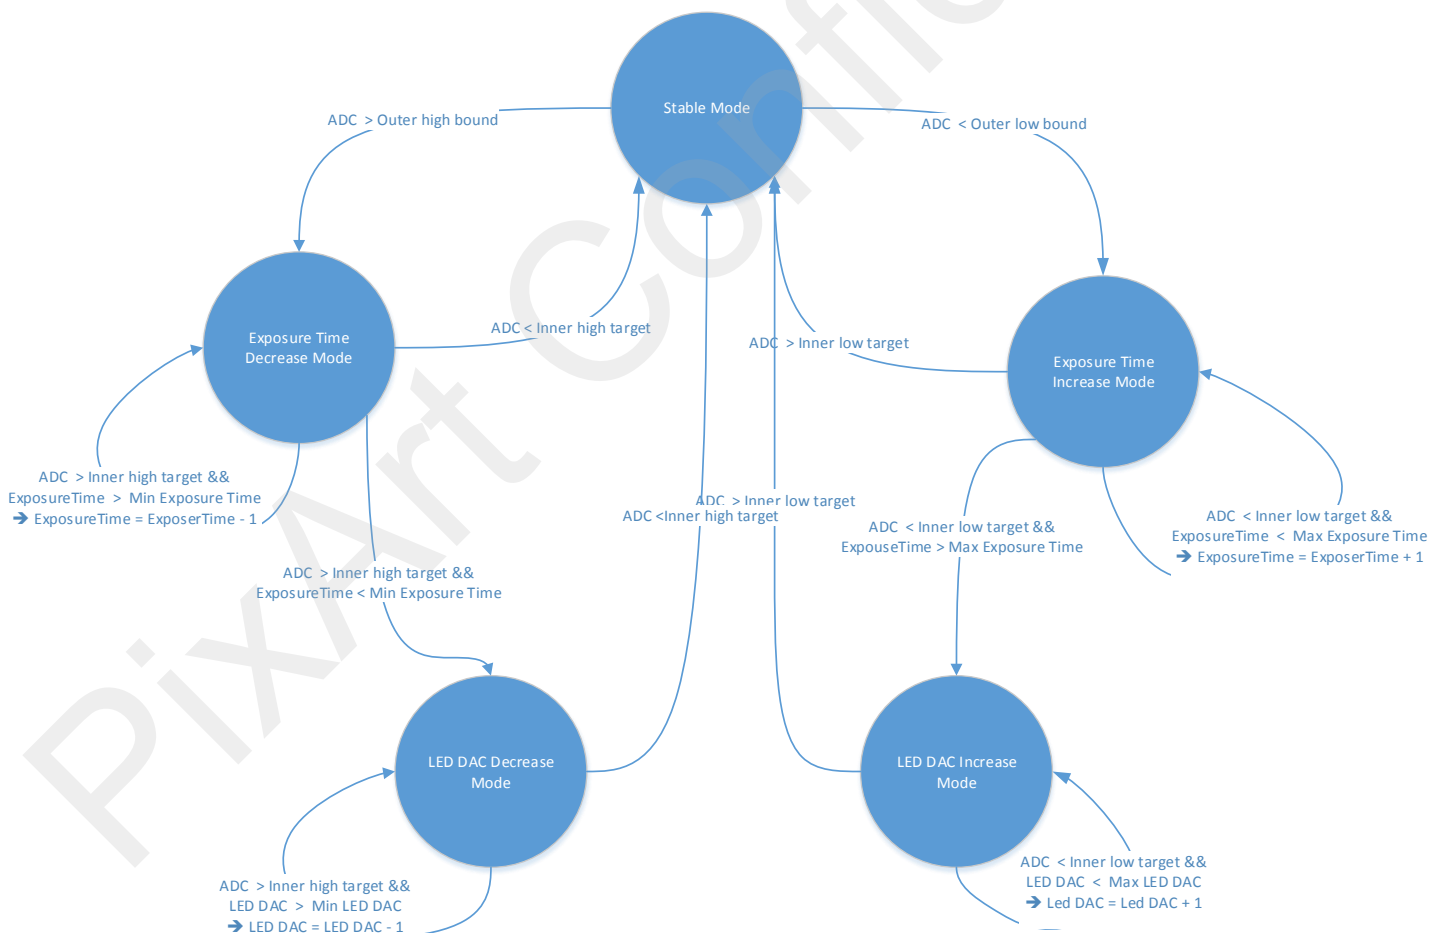 Stable Mode
ADC > Outer high bound
ADC < Outer low bound
Exposure Time
Decrease Mode
ADC < Inner high target
ADC > Inner low target
Exposure Time
Increase Mode
ADC > Inner high target &&
ExposureTime > Min Exposure Time
➔ ExposureTime = ExposerTime - 1
ADC > Inner low target
ADC <Inner high target
ADC < Inner low target &&
ExpouseTime > Max Exposure Time
ADC < Inner low target &&
ExposureTime < Max Exposure Time
➔ ExposureTime = ExposerTime + 1
ADC > Inner high target &&
ExposureTime < Min Exposure Time
LED DAC Decrease
Mode
LED DAC Increase
Mode
ADC > Inner high target &&
LED DAC > Min LED DAC
➔ LED DAC = LED DAC - 1
ADC < Inner low target &&
LED DAC < Max LED DAC
➔ Led DAC = Led DAC + 1
PixArt Confi